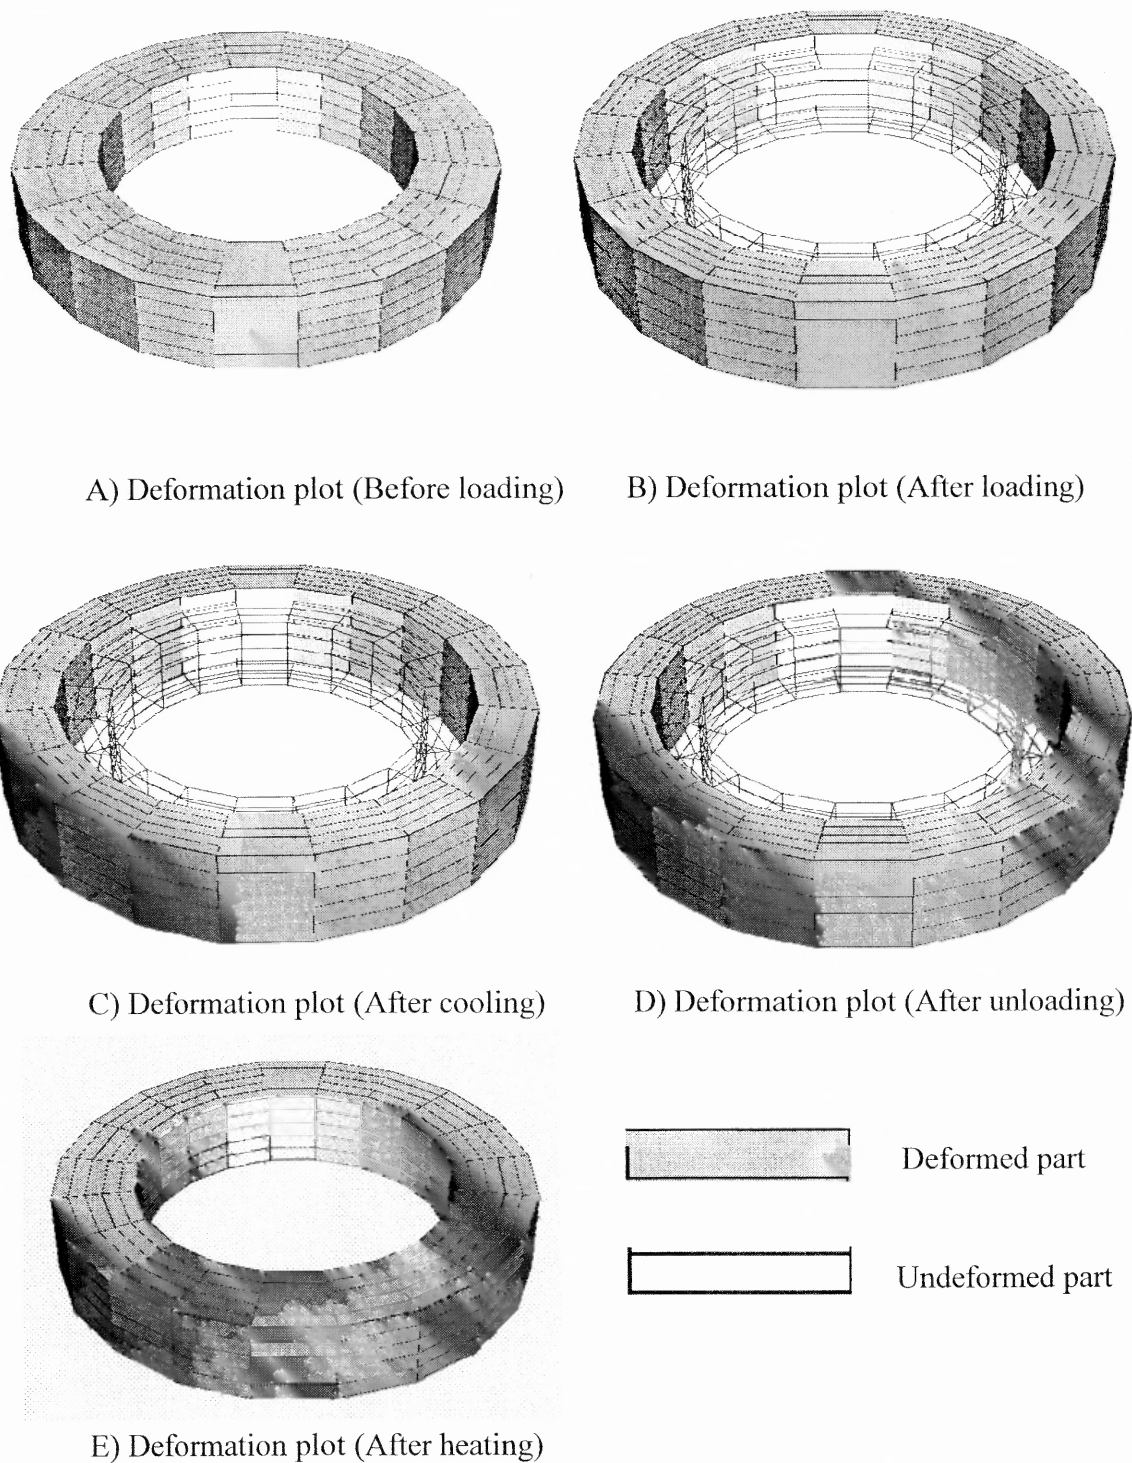 A) Deformation plot (Before loading)
B) Deformation plot (After loading)
C) Deformation plot (After cooling)
D) Deformation plot (After unloading)
Deformed part
Undeformed part
E) Deformation plot (After heating)